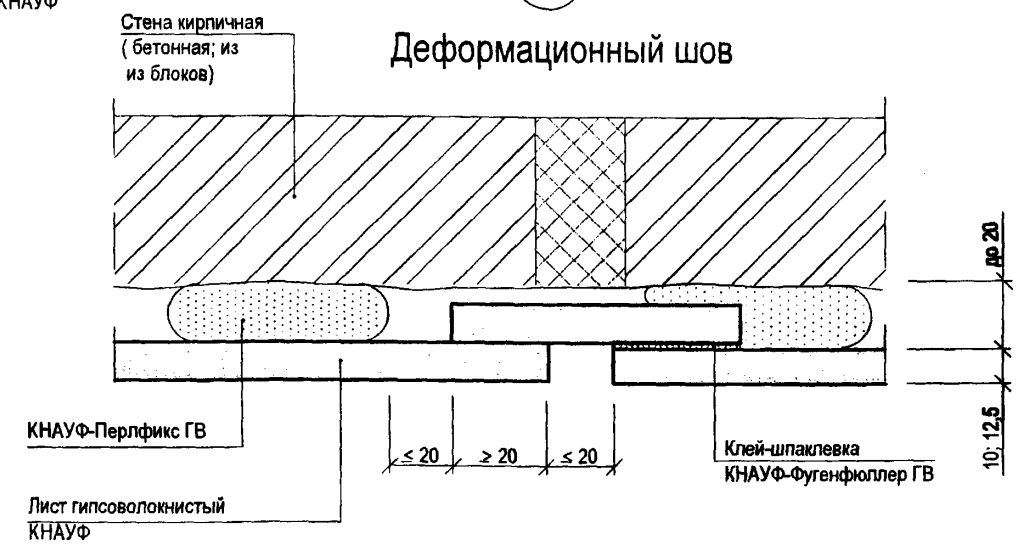 КНАУФ
Стена кирпичная
( бетонная; из
из блоков)
Деформационный шов
до 20
10; 12,5
КНАУФ-Перлфикс ГВ
≤ 20
≥ 20
≤ 20
Клей-шпаклевка
КНАУФ-Фугенфюллер ГВ
Лист гипсоволокнистый
КНАУФ